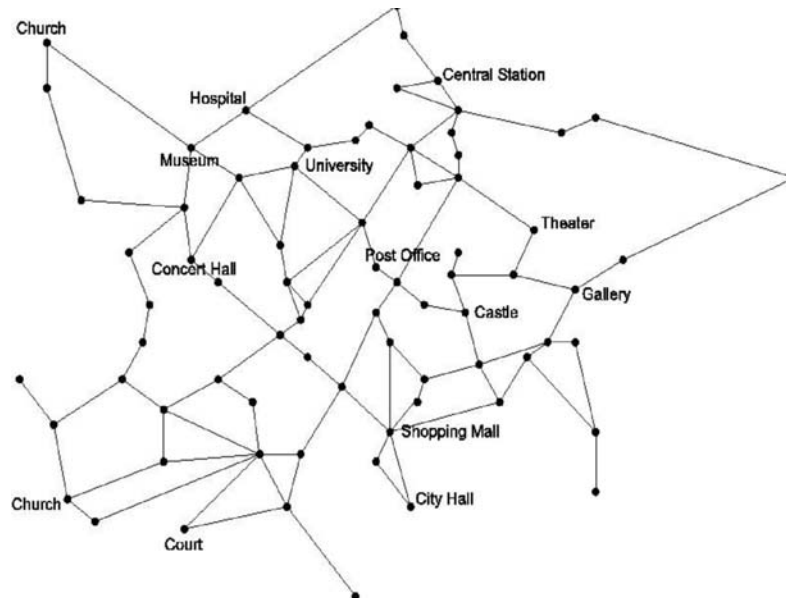 Church
Central Station
Hospital
Museum
University
Theater
Post Office
Concert Hall
Gallery
Castle
Shopping Mall
Church
City Hall
Court